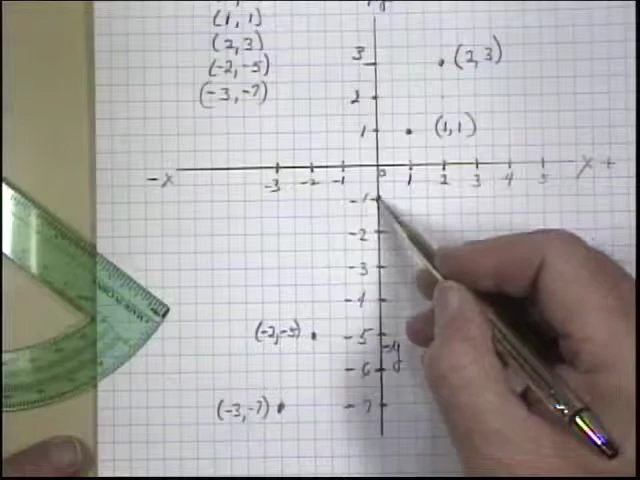 y
(1, 1)
(2, 3)
(-2, -5)
(-3, -7)
3
(2, 3)
2
1
(1, 1)
-x -3 -2 -1 0 1 2 3 4 5 x +
-1
-2
-3
-4
(-2, -5) -5
-y
-6
(-3, -7) -7